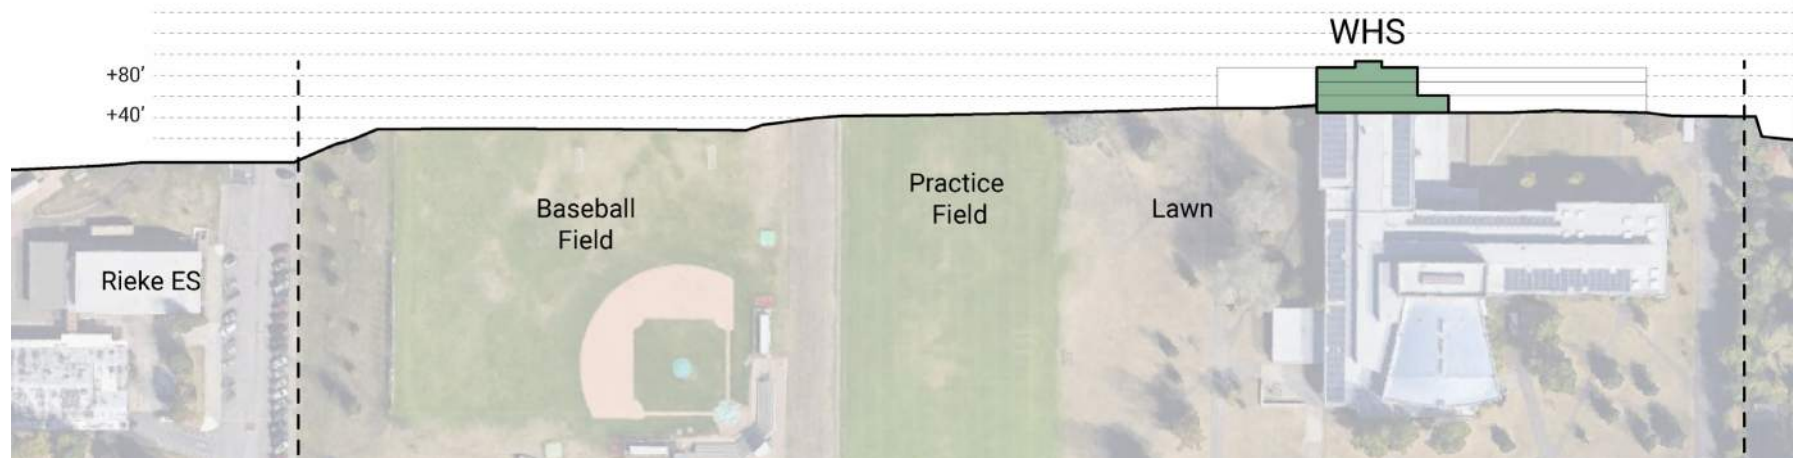 WHS
+80’
+40’
Baseball
Field
Practice
Field
Lawn
Rieke ES